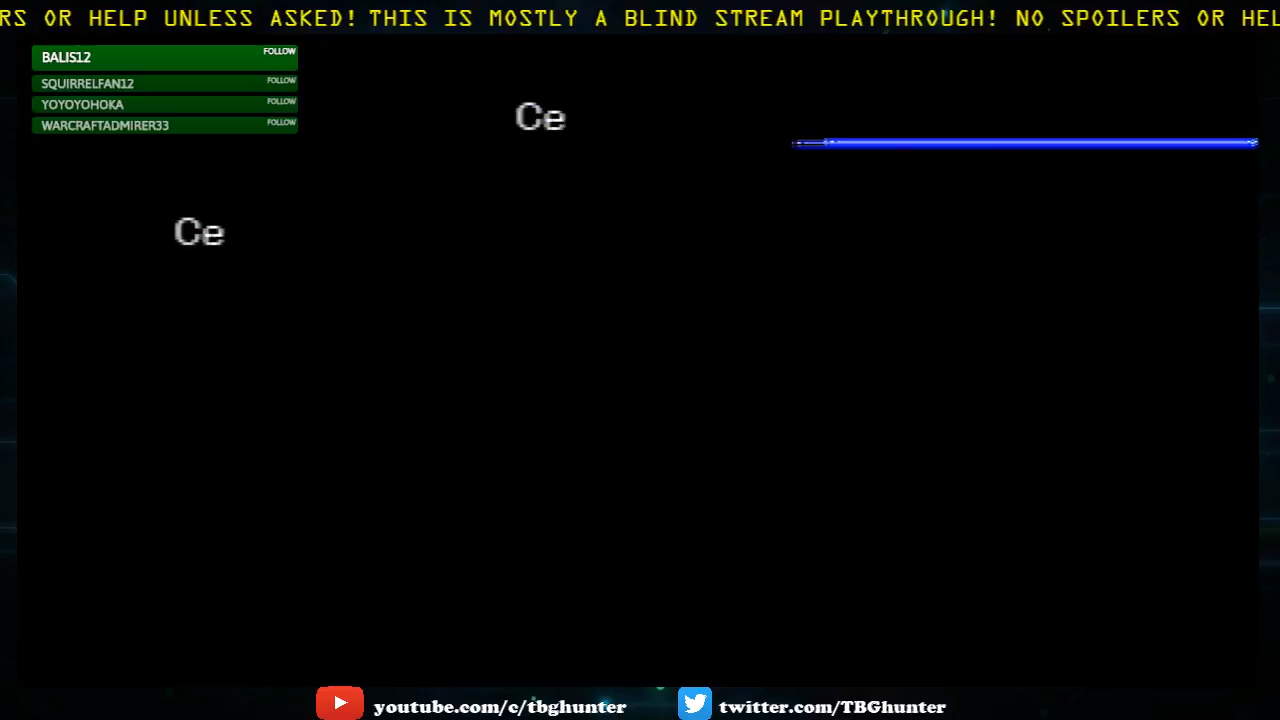 RS OR HELP UNLESS ASKED! THIS IS MOSTLY A BLIND STREAM PLAYTHROUGH! NO SPOILERS OR HEL
BALIS12 FOLLOW
SQUIRRELFAN12 FOLLOW
YOYOYOHOKA FOLLOW
WARCRAFTADMIRER33 FOLLOW
Ce
Ce
youtube.com/c/tbghunter twitter.com/TBGhunter